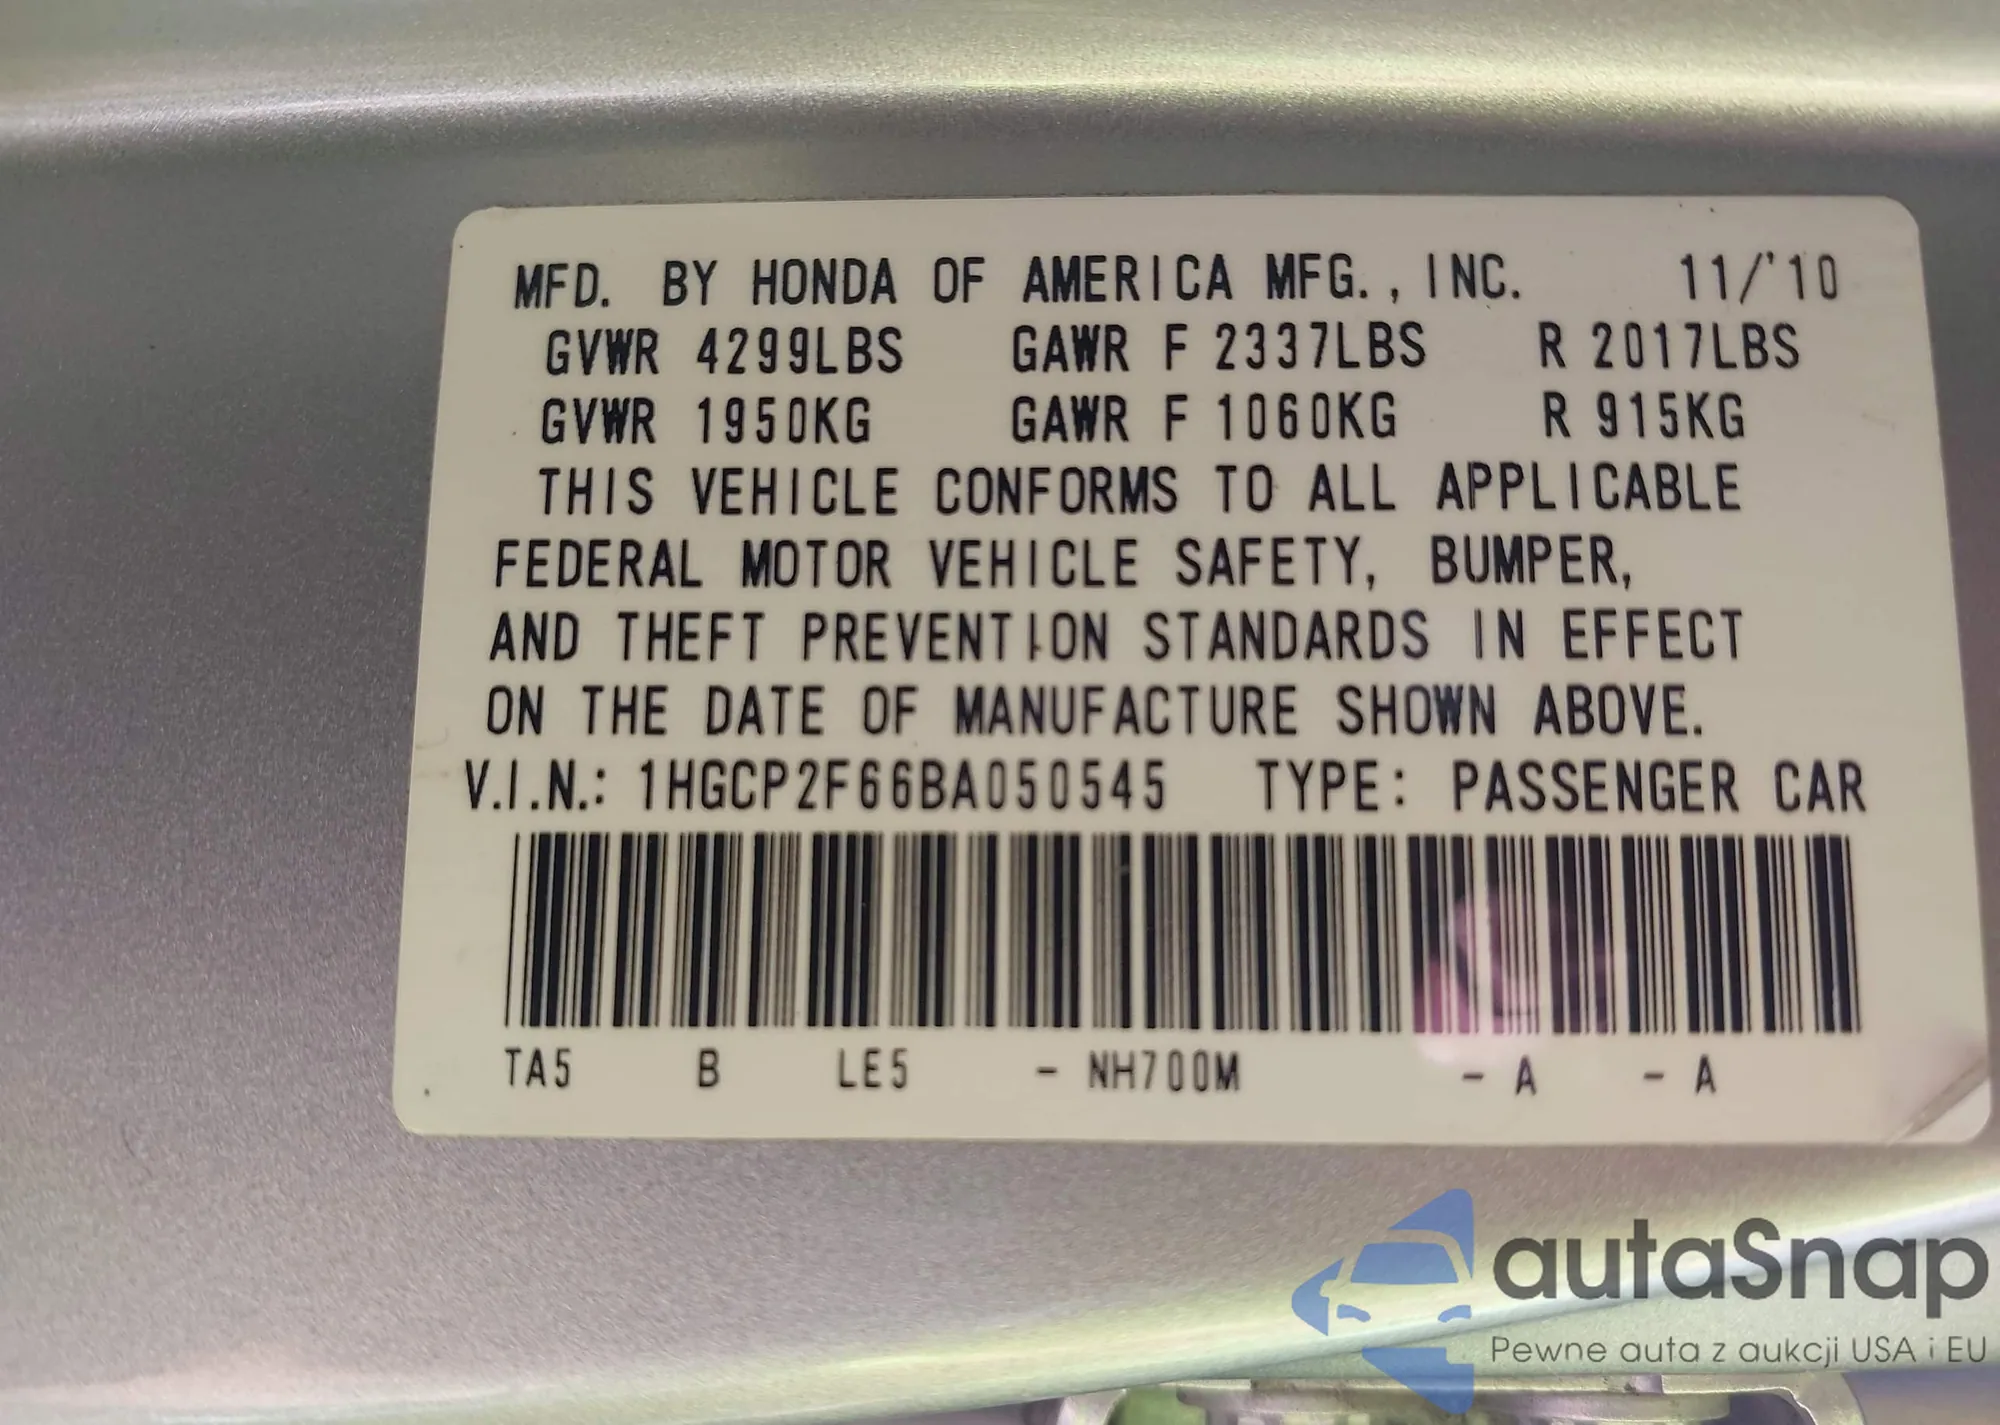 MFD. BY HONDA OF AMERICA MFG., INC. 11/'10
GVWR 4299LBS GAWR F 2337LBS R 2017LBS
GVWR 1950KG GAWR F 1060KG R 915KG
THIS VEHICLE CONFORMS TO ALL APPLICABLE
FEDERAL MOTOR VEHICLE SAFETY, BUMPER,
AND THEFT PREVENTION STANDARDS IN EFFECT
ON THE DATE OF MANUFACTURE SHOWN ABOVE.
V.I.N.: 1HGCP2F66BA050545 TYPE: PASSENGER CAR
TA5 B LE5 - NH700M - A - A
autaSnap
Pewne auta z aukcji USA i EU